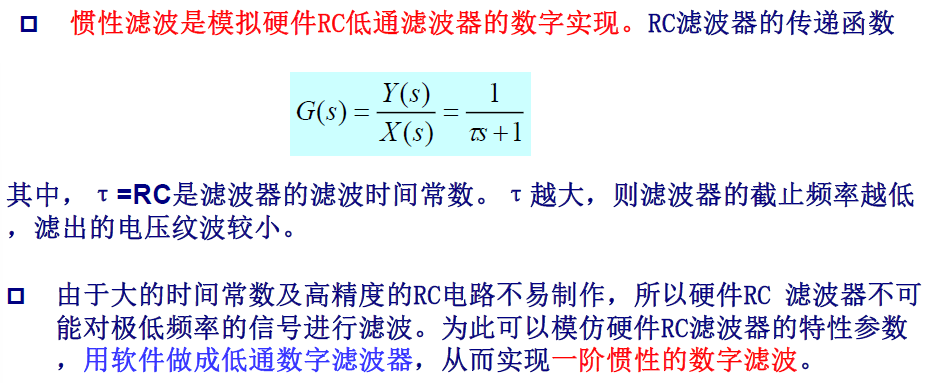 惯性滤波是模拟硬件RC低通滤波器的数字实现。RC滤波器的传递函数
G(s) = Y(s)/X(s) = 1/(τs+1)
其中，τ=RC是滤波器的滤波时间常数。τ越大，则滤波器的截止频率越低
，滤出的电压纹波较小。
由于大的时间常数及高精度的RC电路不易制作，所以硬件RC 滤波器不可
能对极低频率的信号进行滤波。为此可以模仿硬件RC滤波器的特性参数
，用软件做成低通数字滤波器，从而实现一阶惯性的数字滤波。